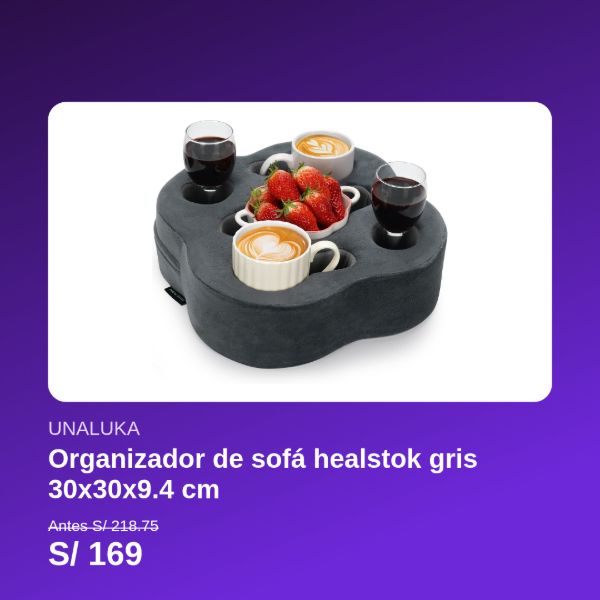 UNALUKA
Organizador de sofá healstok gris
30x30x9.4 cm
Antes S/ 218.75
S/ 169